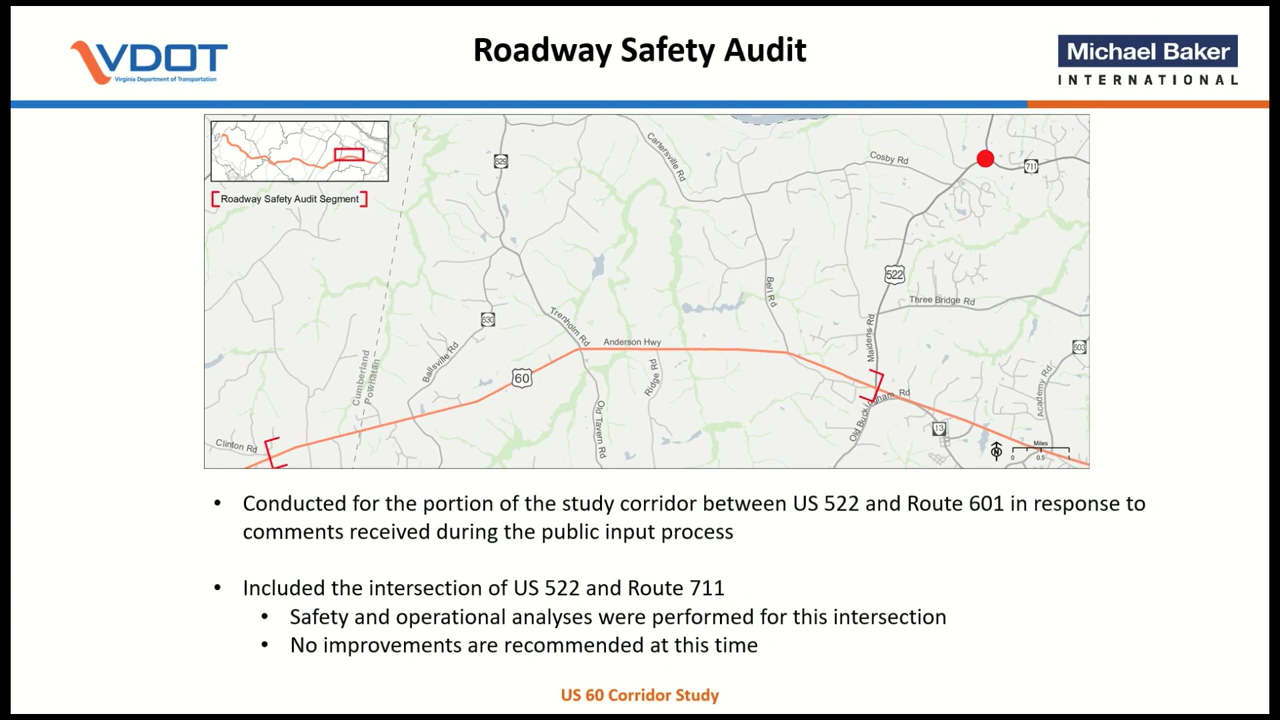 Roadway Safety Audit
VDOT
Virginia Department of Transportation
Michael Baker
INTERNATIONAL
Roadway Safety Audit Segment
Cartersville Rd
Cosby Rd
711
522
Bell Rd
Three Bridge Rd
630
Trenholm Rd
Anderson Hwy
Maidens Rd
603
Cumberland
Powhatan
Ballsville Rd
60
Ridge Rd
Academy Rd
Old Buckingham Rd
Old Tavern Rd
13
Clinton Rd
N
Miles
0 0.5 1
• Conducted for the portion of the study corridor between US 522 and Route 601 in response to
comments received during the public input process
• Included the intersection of US 522 and Route 711
• Safety and operational analyses were performed for this intersection
• No improvements are recommended at this time
US 60 Corridor Study